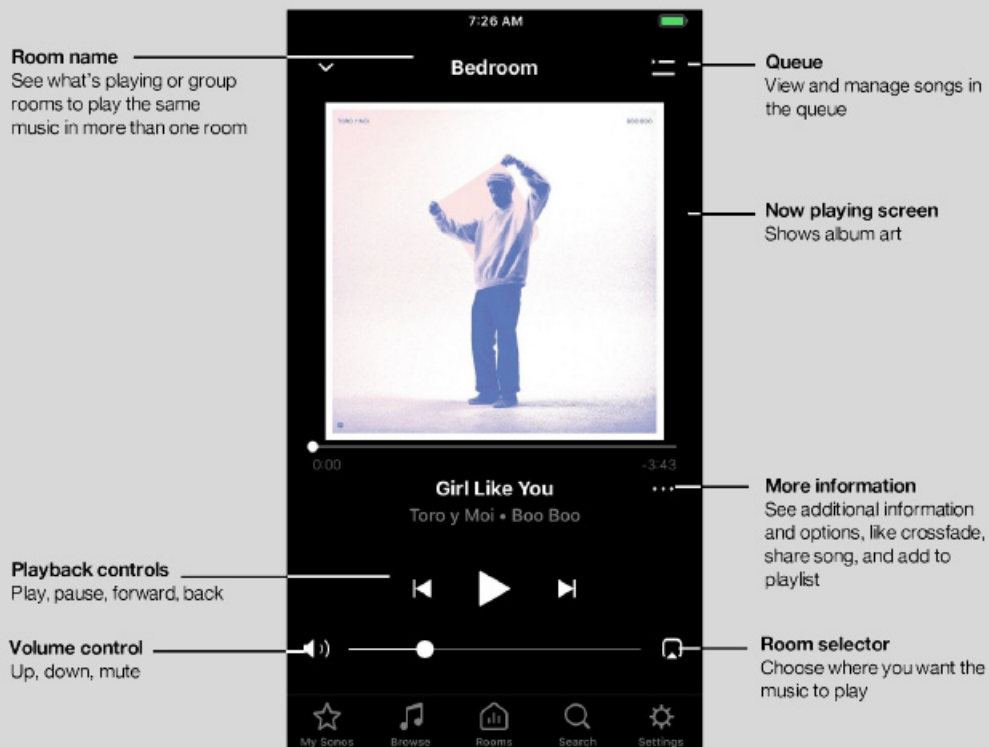 7:26 AM
Room name
See what's playing or group
rooms to play the same
music in more than one room
Bedroom
Queue
View and manage songs in
the queue
TORO Y MOI
BOO BOO
Now playing screen
Shows album art
0:00
-3:43
Girl Like You
Toro y Moi • Boo Boo
More information
See additional information
and options, like crossfade,
share song, and add to
playlist
Playback controls
Play, pause, forward, back
Volume control
Up, down, mute
Room selector
Choose where you want the
music to play
My Sonos
Browse
Rooms
Search
Settings